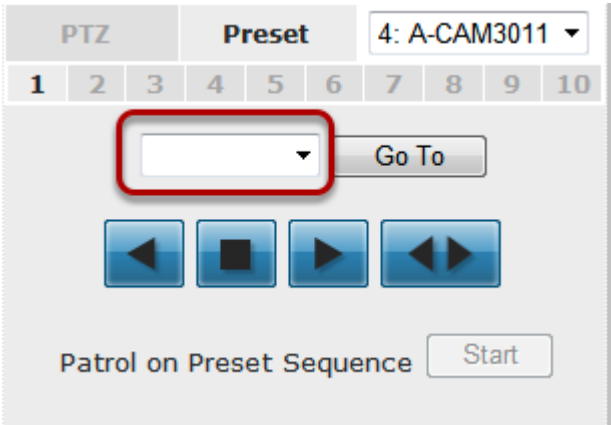 PTZ Preset 4: A-CAM3011
1 2 3 4 5 6 7 8 9 10
Go To
Patrol on Preset Sequence Start